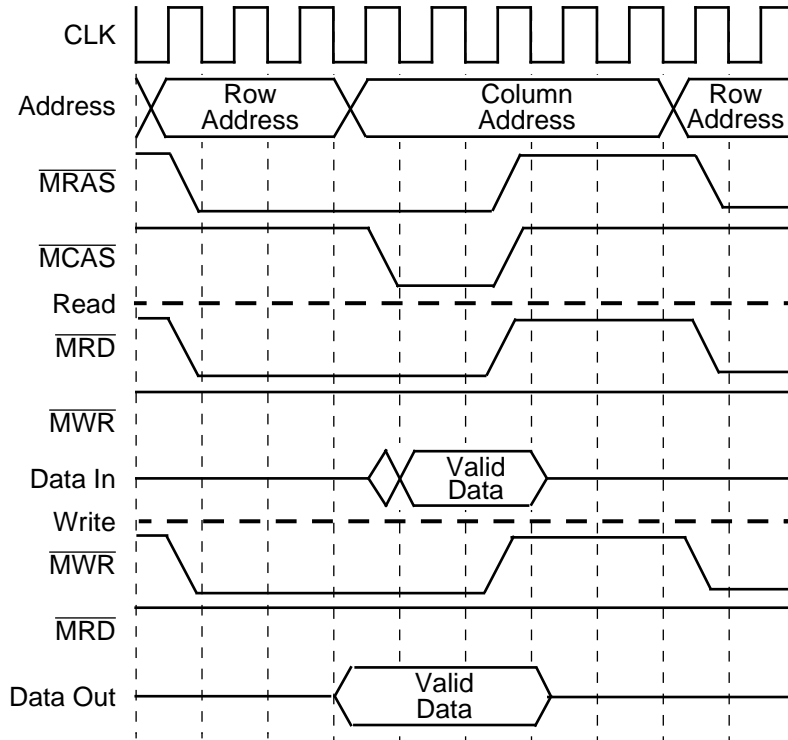 CLK
Address
Row
Address
Column
Address
Row
Address
MRAS
MCAS
Read
MRD
MWR
Data In
Valid
Data
Write
MWR
MRD
Data Out
Valid
Data